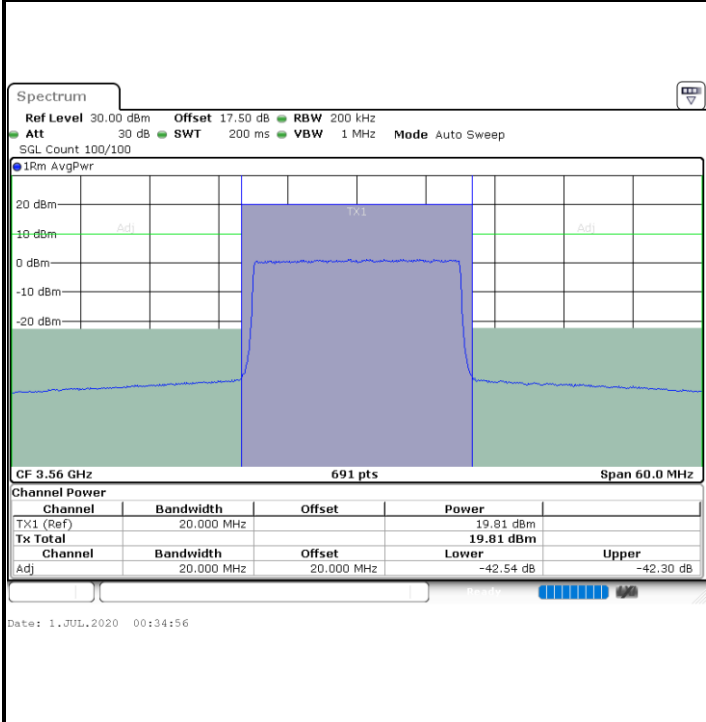 Spectrum
Ref Level 30.00 dBm Offset 17.50 dB RBW 200 kHz
Att 30 dB SWT 200 ms VBW 1 MHz Mode Auto Sweep
SGL Count 100/100
1Rm AvgPwr
20 dBm
TX1
Adj Adj
10 dBm
0 dBm
-10 dBm
-20 dBm
CF 3.56 GHz 691 pts Span 60.0 MHz
Channel Power
Channel Bandwidth Offset Power
TX1 (Ref) 20.000 MHz 19.81 dBm
Tx Total 19.81 dBm
Channel Bandwidth Offset Lower Upper
Adj 20.000 MHz 20.000 MHz -42.54 dB -42.30 dB
Ready
Date: 1.JUL.2020 00:34:56